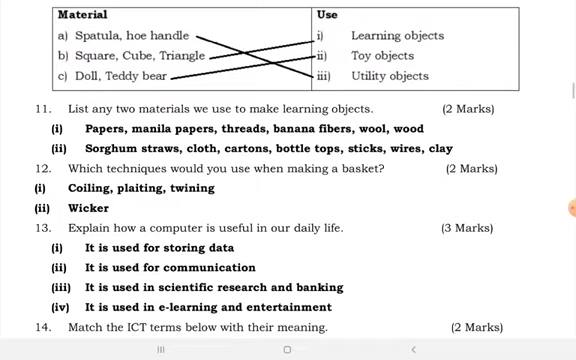 Material Use
a) Spatula, hoe handle i) Learning objects
b) Square, Cube, Triangle ii) Toy objects
c) Doll, Teddy bear iii) Utility objects
11. List any two materials we use to make learning objects. (2 Marks)
(i) Papers, manila papers, threads, banana fibers, wool, wood
(ii) Sorghum straws, cloth, cartons, bottle tops, sticks, wires, clay
12. Which techniques would you use when making a basket? (2 Marks)
(i) Coiling, plaiting, twining
(ii) Wicker
13. Explain how a computer is useful in our daily life. (3 Marks)
(i) It is used for storing data
(ii) It is used for communication
(iii) It is used in scientific research and banking
(iv) It is used in e-learning and entertainment
14. Match the ICT terms below with their meaning. (2 Marks)